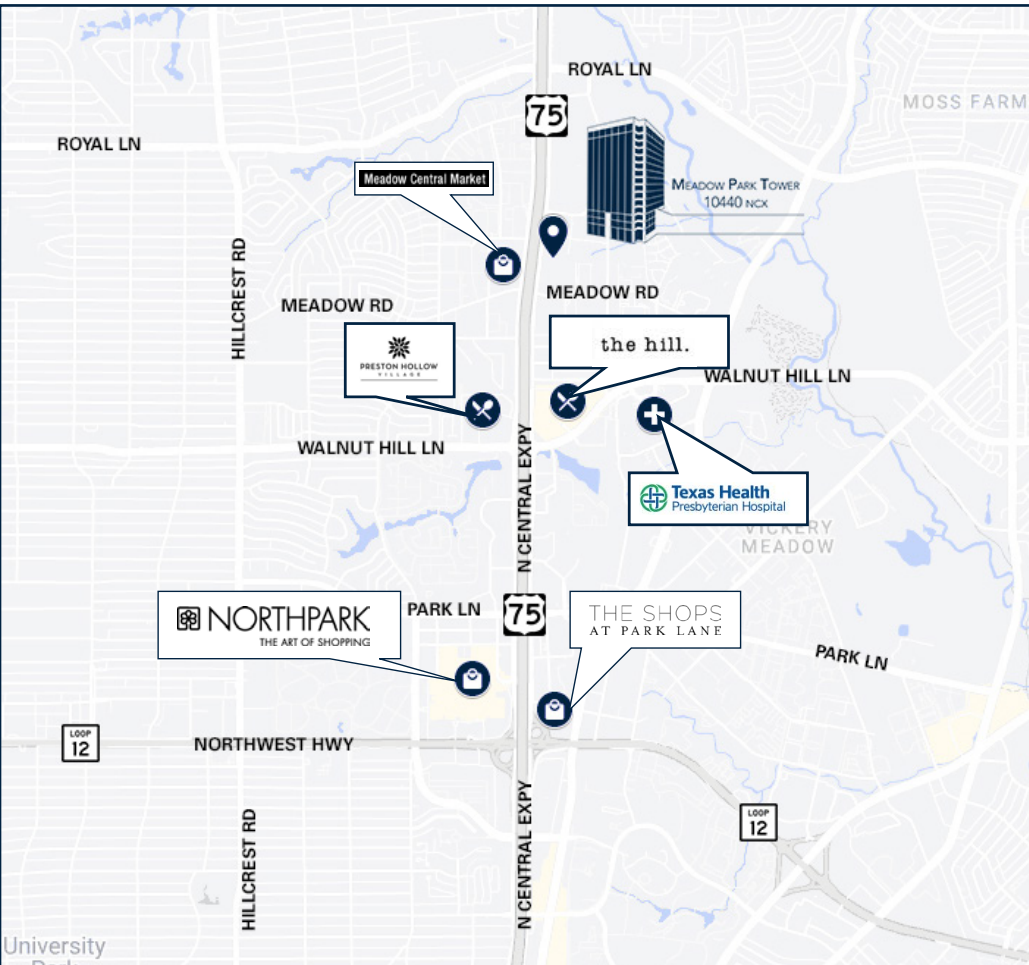 ROYAL LN
75
MOSS FARM
ROYAL LN
Meadow Central Market
MEADOW PARK TOWER
10440 NCX
HILLCREST RD
MEADOW RD
MEADOW RD
the hill.
PRESTON HOLLOW
VILLAGE
WALNUT HILL LN
WALNUT HILL LN
N CENTRAL EXPY
Texas Health
Presbyterian Hospital
VICKERY
MEADOW
NORTHPARK
THE ART OF SHOPPING
PARK LN
75
THE SHOPS
AT PARK LANE
PARK LN
LOOP
12
NORTHWEST HWY
HILLCREST RD
N CENTRAL EXPY
LOOP
12
University
Park